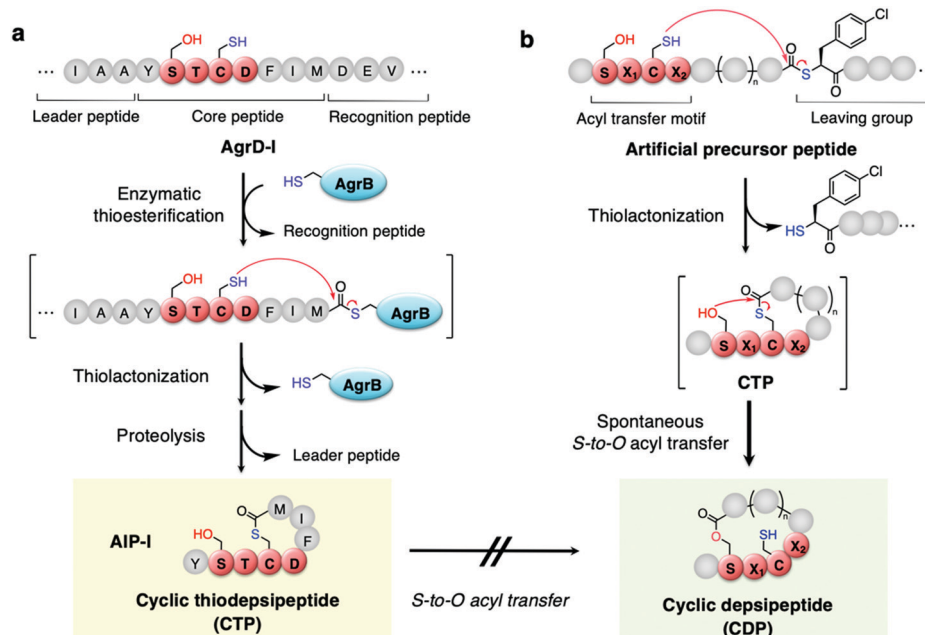 a
OH
SH
... I A A Y S T C D F I M D E V ...
Leader peptide
Core peptide
Recognition peptide
AgrD-I
Enzymatic
thioesterification
HS
AgrB
Recognition peptide
OH
SH
O
... I A A Y S T C D F I M S AgrB
Thiolactonization
HS
AgrB
Proteolysis
Leader peptide
AIP-I
O
M
I
F
HO
S
Y S T C D
Cyclic thiodepsipeptide
(CTP)
S-to-O acyl transfer
b
Cl
OH
SH
O
S X1 C X2 ( )n S
O
...
Acyl transfer motif
Leaving group
Artificial precursor peptide
Thiolactonization
Cl
HS
O
...
O
n
HO
S
S X1 C X2
CTP
Spontaneous
S-to-O acyl transfer
O
n
O
SH
X2
S X1 C
Cyclic depsipeptide
(CDP)